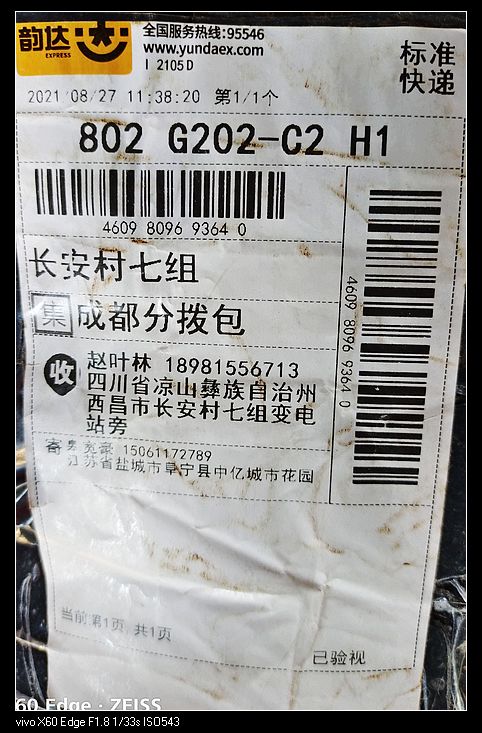 韵达
EXPRESS
全国服务热线:95546
www.yundaex.com
I 2105D
标准
快递
2021/08/27 11:38:20 第1/1个
802 G202-C2 H1
4609 8096 9364 0
4609 8096 9364 0
长安村七组
集 成都分拨包
收 赵叶林 18981556713
四川省凉山彝族自治州
西昌市长安村七组变电
站旁
寄 15061172789
江苏省盐城市阜宁县中亿城市花园
当前第1页, 共1页
已验视
60 Edge · ZEISS
vivo X60 Edge F1.8 1/33s ISO543